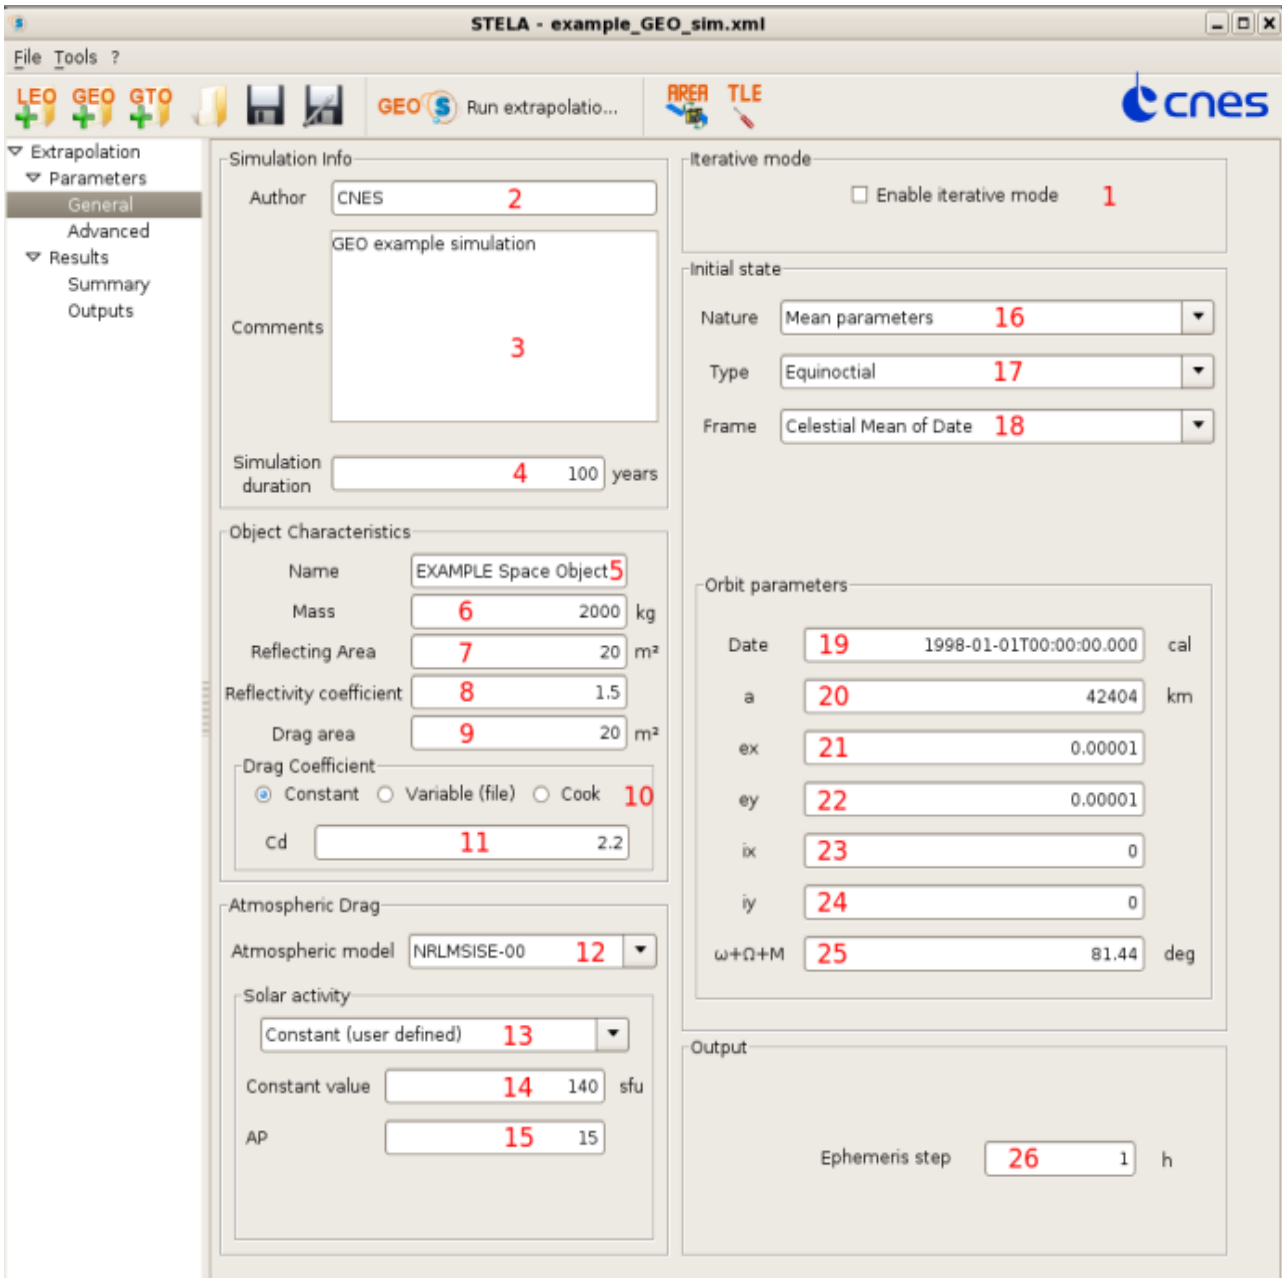 STELA - example_GEO_sim.xml
File Tools ?
LEO GEO GTO GEO S Run extrapolatio... AREA TLE cnes
Extrapolation
Parameters
General
Advanced
Results
Summary
Outputs
Simulation Info
Author CNES 2
Comments GEO example simulation
3
Simulation duration 4 100 years
Object Characteristics
Name EXAMPLE Space Object 5
Mass 6 2000 kg
Reflecting Area 7 20 m²
Reflectivity coefficient 8 1.5
Drag area 9 20 m²
Drag Coefficient
Constant Variable (file) Cook 10
Cd 11 2.2
Atmospheric Drag
Atmospheric model NRLMSISE-00 12
Solar activity
Constant (user defined) 13
Constant value 14 140 sfu
AP 15 15
Iterative mode
Enable iterative mode 1
Initial state
Nature Mean parameters 16
Type Equinoctial 17
Frame Celestial Mean of Date 18
Orbit parameters
Date 19 1998-01-01T00:00:00.000 cal
a 20 42404 km
ex 21 0.00001
ey 22 0.00001
ix 23 0
iy 24 0
ω+Ω+M 25 81.44 deg
Output
Ephemeris step 26 1 h